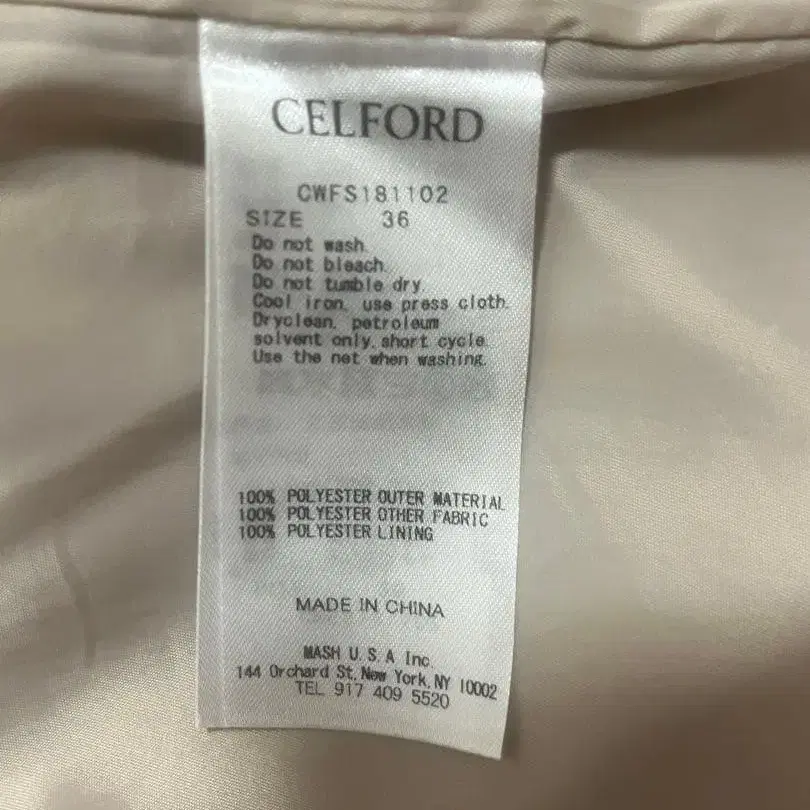 CELFORD
CWFS181102
SIZE 36
Do not wash.
Do not bleach.
Do not tumble dry.
Cool iron, use press cloth.
Dryclean, petroleum
solvent only, short cycle.
Use the net when washing.
100% POLYESTER OUTER MATERIAL
100% POLYESTER OTHER FABRIC
100% POLYESTER LINING
MADE IN CHINA
MASH U.S.A Inc.
144 Orchard St, New York, NY 10002
TEL 917 409 5520